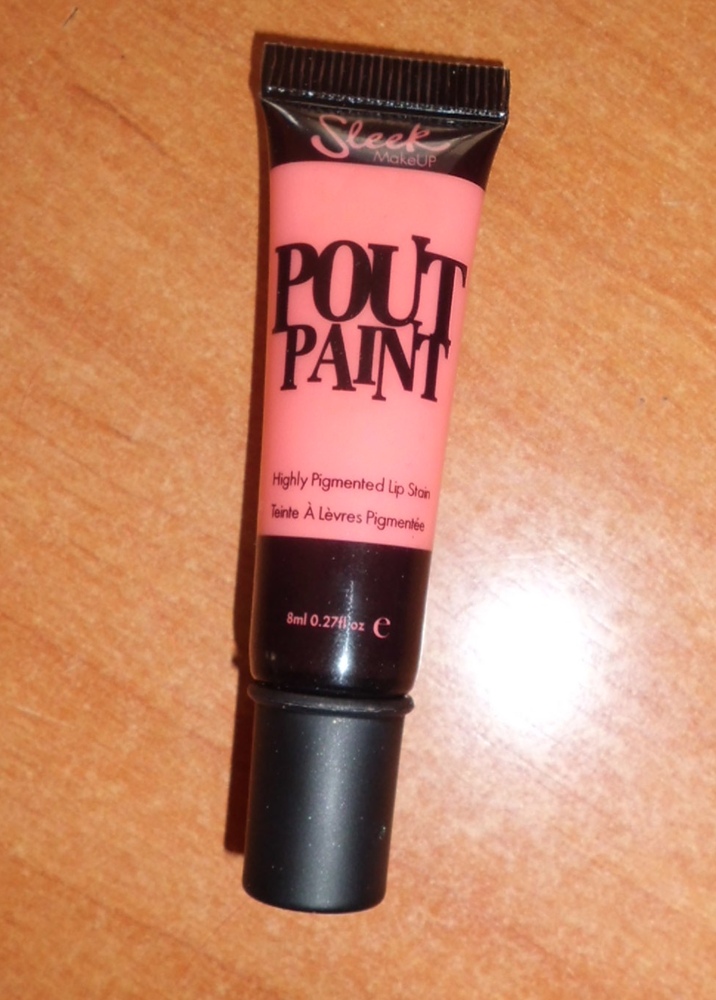 Sleek
MakeUP
POUT
PAINT
Highly Pigmented Lip Stain
Teinte À Lèvres Pigmentée
8ml 0.27fl oz e